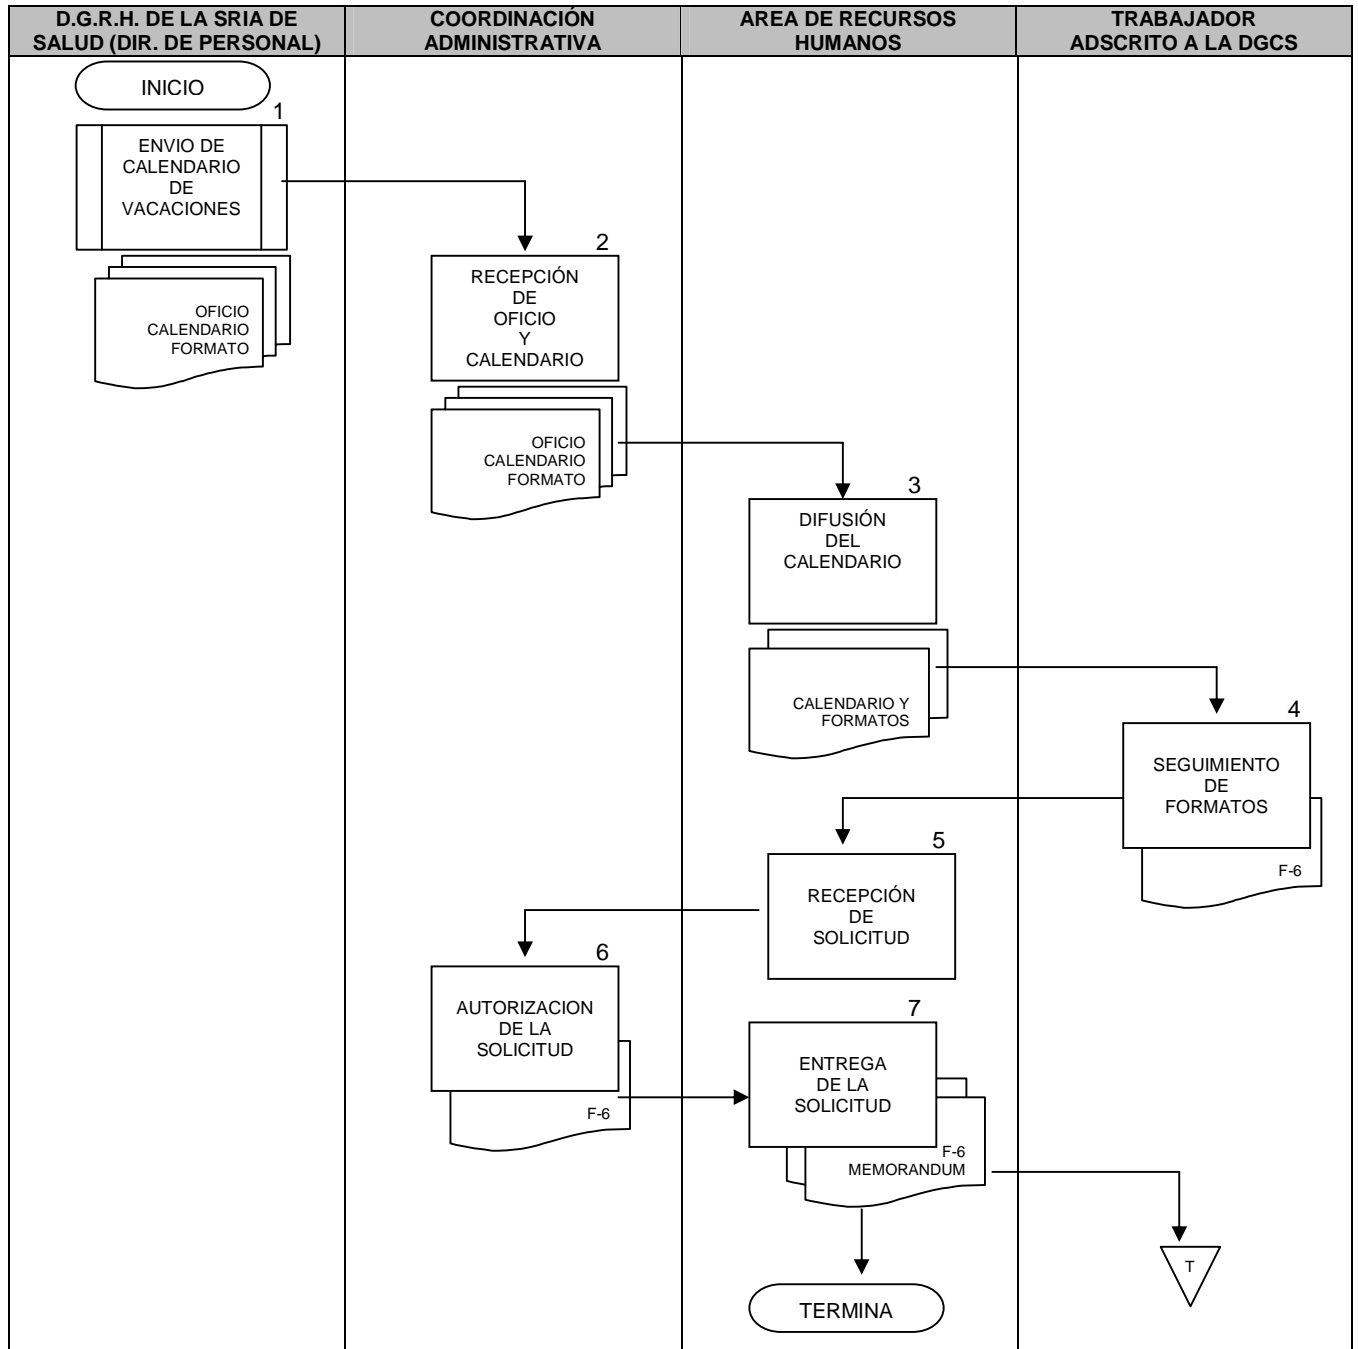 D.G.R.H. DE LA SRIA DE
SALUD (DIR. DE PERSONAL)
COORDINACIÓN
ADMINISTRATIVA
AREA DE RECURSOS
HUMANOS
TRABAJADOR
ADSCRITO A LA DGCS
INICIO
1
ENVIO DE
CALENDARIO
DE
VACACIONES
OFICIO
CALENDARIO
FORMATO
2
RECEPCIÓN
DE
OFICIO
Y
CALENDARIO
OFICIO
CALENDARIO
FORMATO
3
DIFUSIÓN
DEL
CALENDARIO
CALENDARIO Y
FORMATOS
4
SEGUIMIENTO
DE
FORMATOS
F-6
5
RECEPCIÓN
DE
SOLICITUD
6
AUTORIZACION
DE LA
SOLICITUD
F-6
7
ENTREGA
DE LA
SOLICITUD
F-6
MEMORANDUM
T
TERMINA